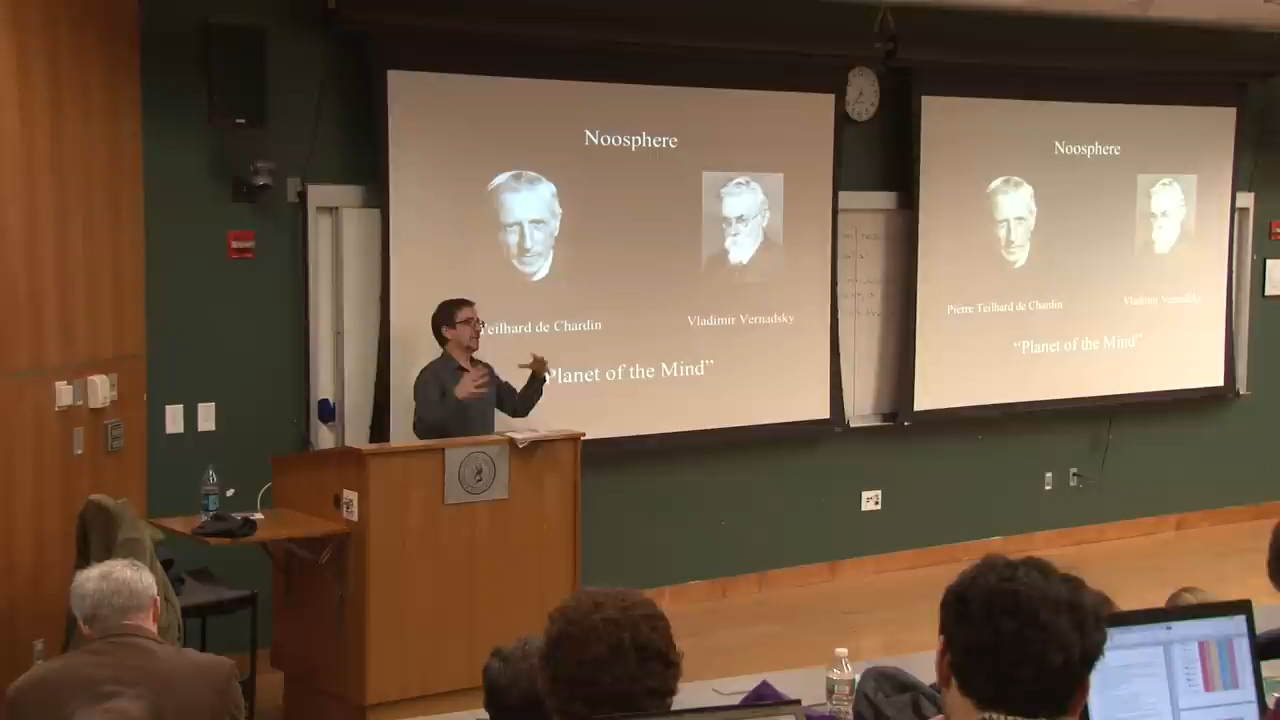 Noosphere
Teilhard de Chardin
Vladimir Vernadsky
Planet of the Mind”
Noosphere
Pierre Teilhard de Chardin
Vladimir Vernadsky
“Planet of the Mind”